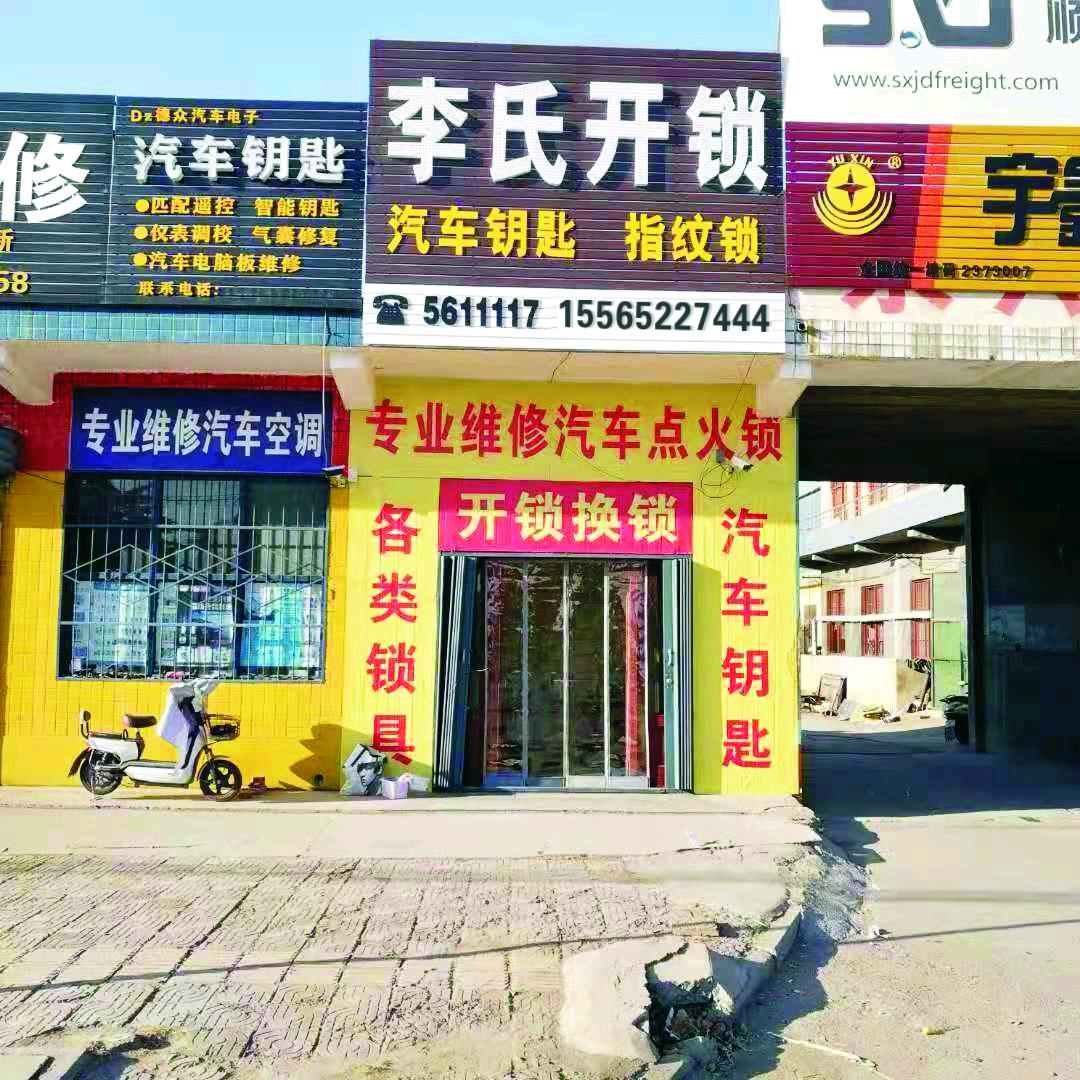 修
新
58
Dz德众汽车电子
汽车钥匙
●匹配遥控 智能钥匙
●仪表调校 气囊修复
●汽车电脑板维修
联系电话:
李氏开锁
汽车钥匙 指纹锁
5611117 15565227444
顺
www.sxjdfreight.com
YU XIN®
宇
2373007
专业维修汽车空调
专业维修汽车点火锁
开锁换锁
各类锁具
汽车钥匙